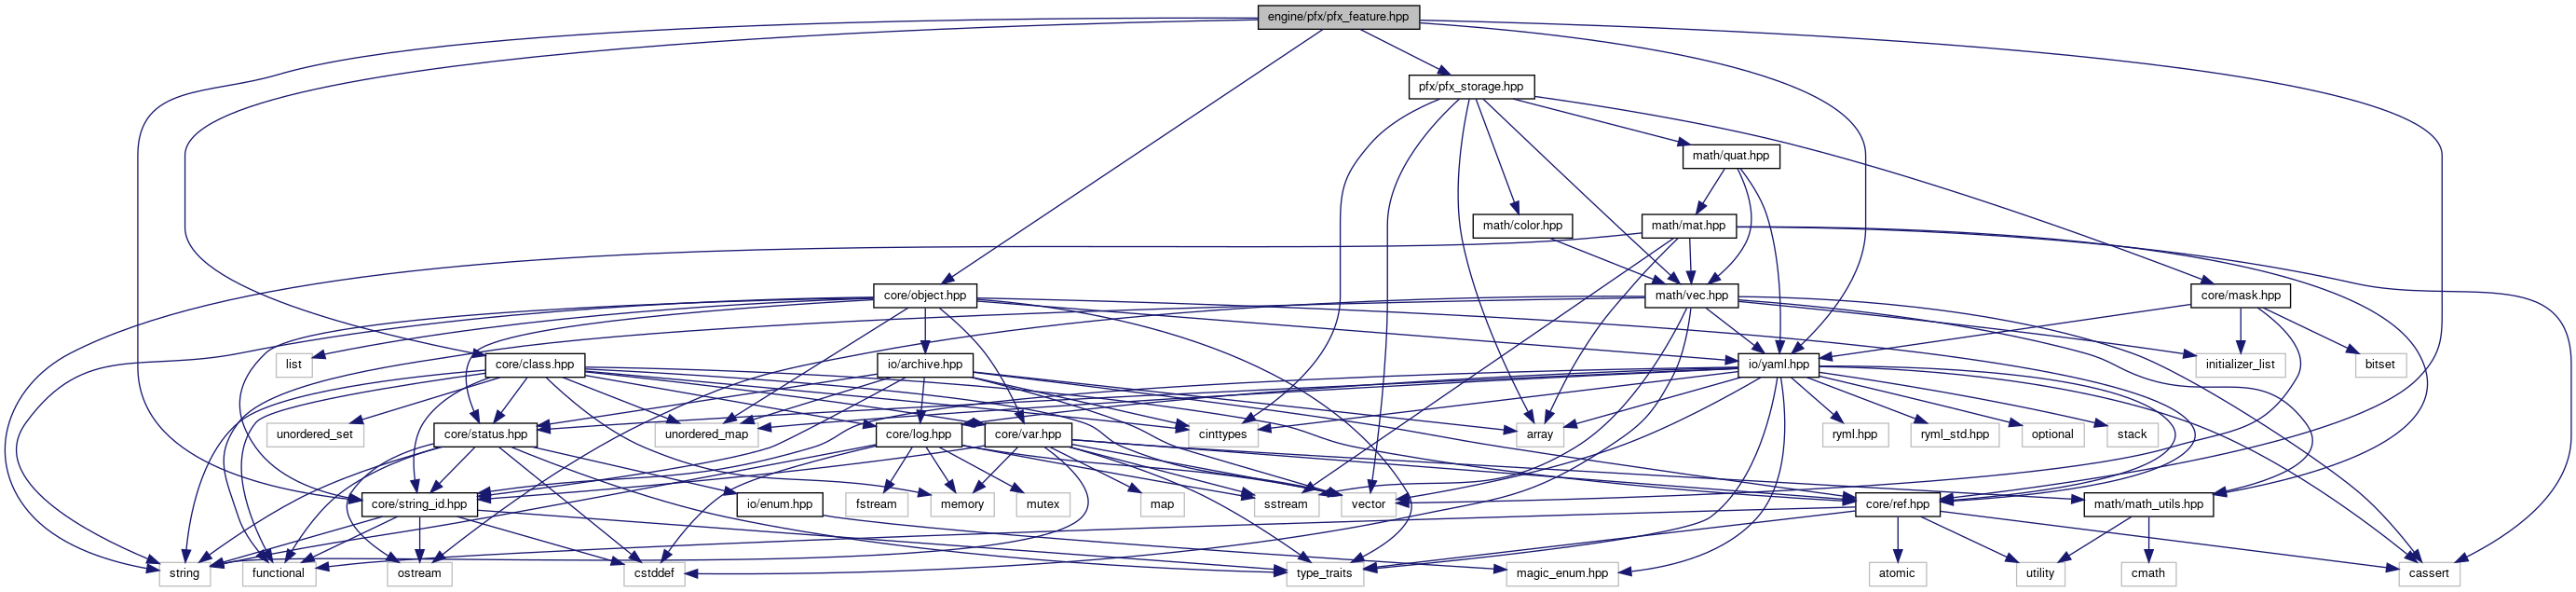 engine/pfx/pfx_feature.hpp
pfx/pfx_storage.hpp
math/quat.hpp
math/color.hpp
math/mat.hpp
core/object.hpp
math/vec.hpp
core/mask.hpp
list
core/class.hpp
io/archive.hpp
io/yaml.hpp
initializer_list
bitset
unordered_set
core/status.hpp
unordered_map
core/log.hpp
core/var.hpp
cinttypes
array
ryml.hpp
ryml_std.hpp
optional
stack
core/string_id.hpp
io/enum.hpp
fstream
memory
mutex
map
sstream
vector
core/ref.hpp
math/math_utils.hpp
string
functional
ostream
cstddef
type_traits
magic_enum.hpp
atomic
utility
cmath
cassert